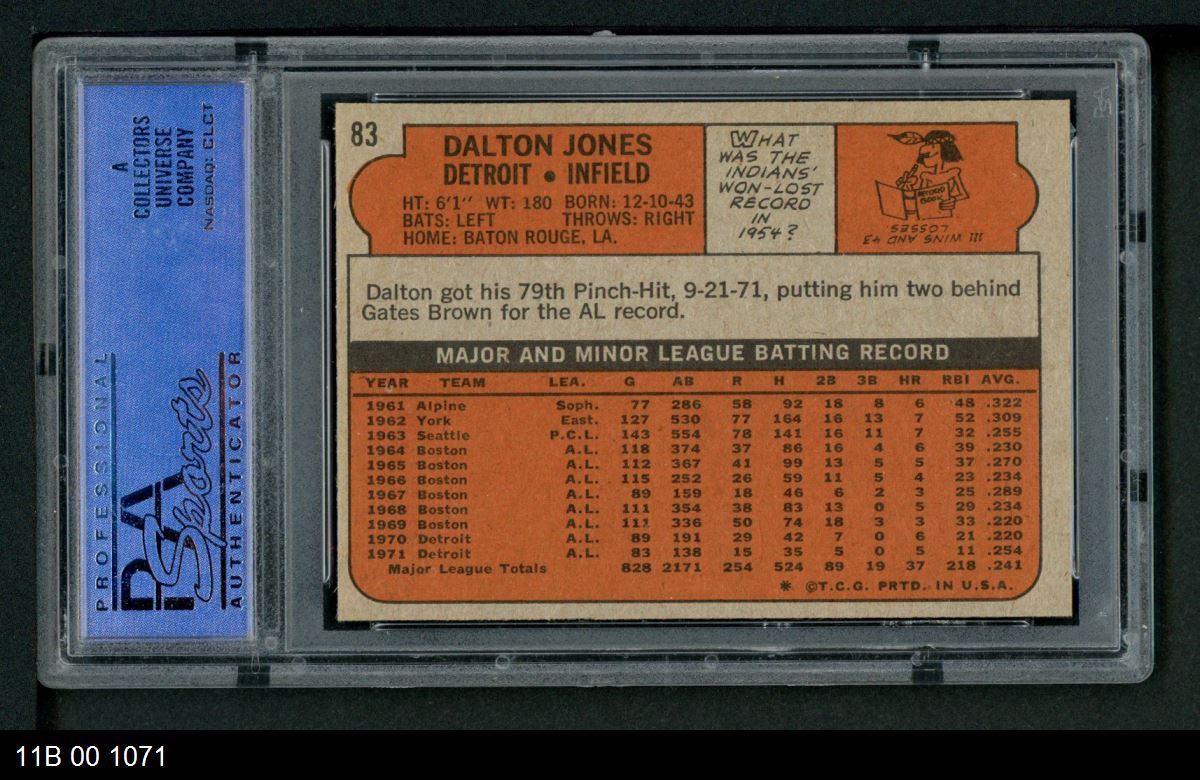 A
COLLECTORS
UNIVERSE
COMPANY
NASDAQ: CLCT
PROFESSIONAL
PSA
Sports
AUTHENTICATOR
83
DALTON JONES
DETROIT • INFIELD
HT: 6'1" WT: 180 BORN: 12-10-43
BATS: LEFT THROWS: RIGHT
HOME: BATON ROUGE, LA.
WHAT
WAS THE
INDIANS'
WON-LOST
RECORD
IN
1954?
RECORD
BOOK
111 WINS AND 43
LOSSES
Dalton got his 79th Pinch-Hit, 9-21-71, putting him two behind
Gates Brown for the AL record.
MAJOR AND MINOR LEAGUE BATTING RECORD
YEAR TEAM LEA. G AB R H 2B 3B HR RBI AVG.
1961 Alpine Soph. 77 286 58 92 18 8 6 48 .322
1962 York East. 127 530 77 164 16 13 7 52 .309
1963 Seattle P.C.L. 143 554 78 141 16 11 7 32 .255
1964 Boston A.L. 118 374 37 86 16 4 6 39 .230
1965 Boston A.L. 112 367 41 99 13 5 5 37 .270
1966 Boston A.L. 115 252 26 59 11 5 4 23 .234
1967 Boston A.L. 89 159 18 46 6 2 3 25 .289
1968 Boston A.L. 111 354 38 83 13 0 5 29 .234
1969 Boston A.L. 111 336 50 74 18 3 3 33 .220
1970 Detroit A.L. 89 191 29 42 7 0 6 21 .220
1971 Detroit A.L. 83 138 15 35 5 0 5 11 .254
Major League Totals 828 2171 254 524 89 19 37 218 .241
* ©T.C.G. PRTD. IN U.S.A.
11B 00 1071